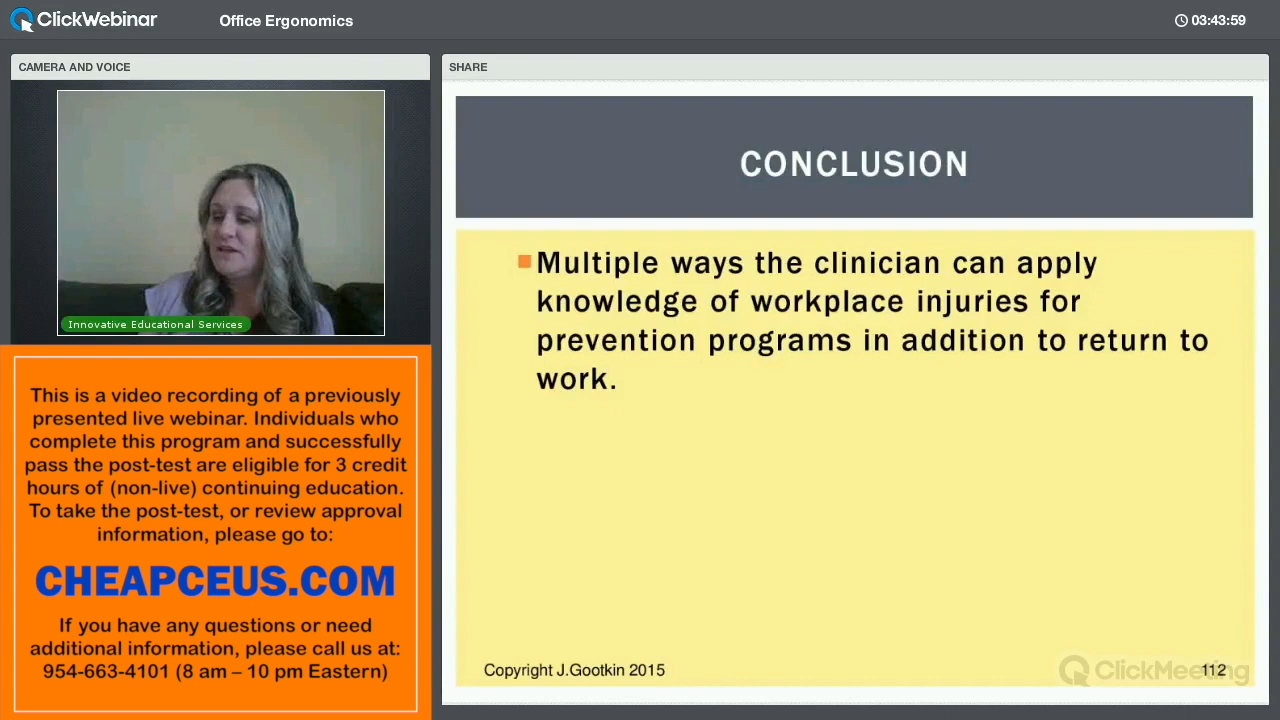 ClickWebinar
Office Ergonomics
03:43:59
CAMERA AND VOICE
Innovative Educational Services
This is a video recording of a previously
presented live webinar. Individuals who
complete this program and successfully
pass the post-test are eligible for 3 credit
hours of (non-live) continuing education.
To take the post-test, or review approval
information, please go to:
CHEAPCEUS.COM
If you have any questions or need
additional information, please call us at:
954-663-4101 (8 am – 10 pm Eastern)
SHARE
CONCLUSION
Multiple ways the clinician can apply
knowledge of workplace injuries for
prevention programs in addition to return to
work.
Copyright J.Gootkin 2015
ClickMeeting
112